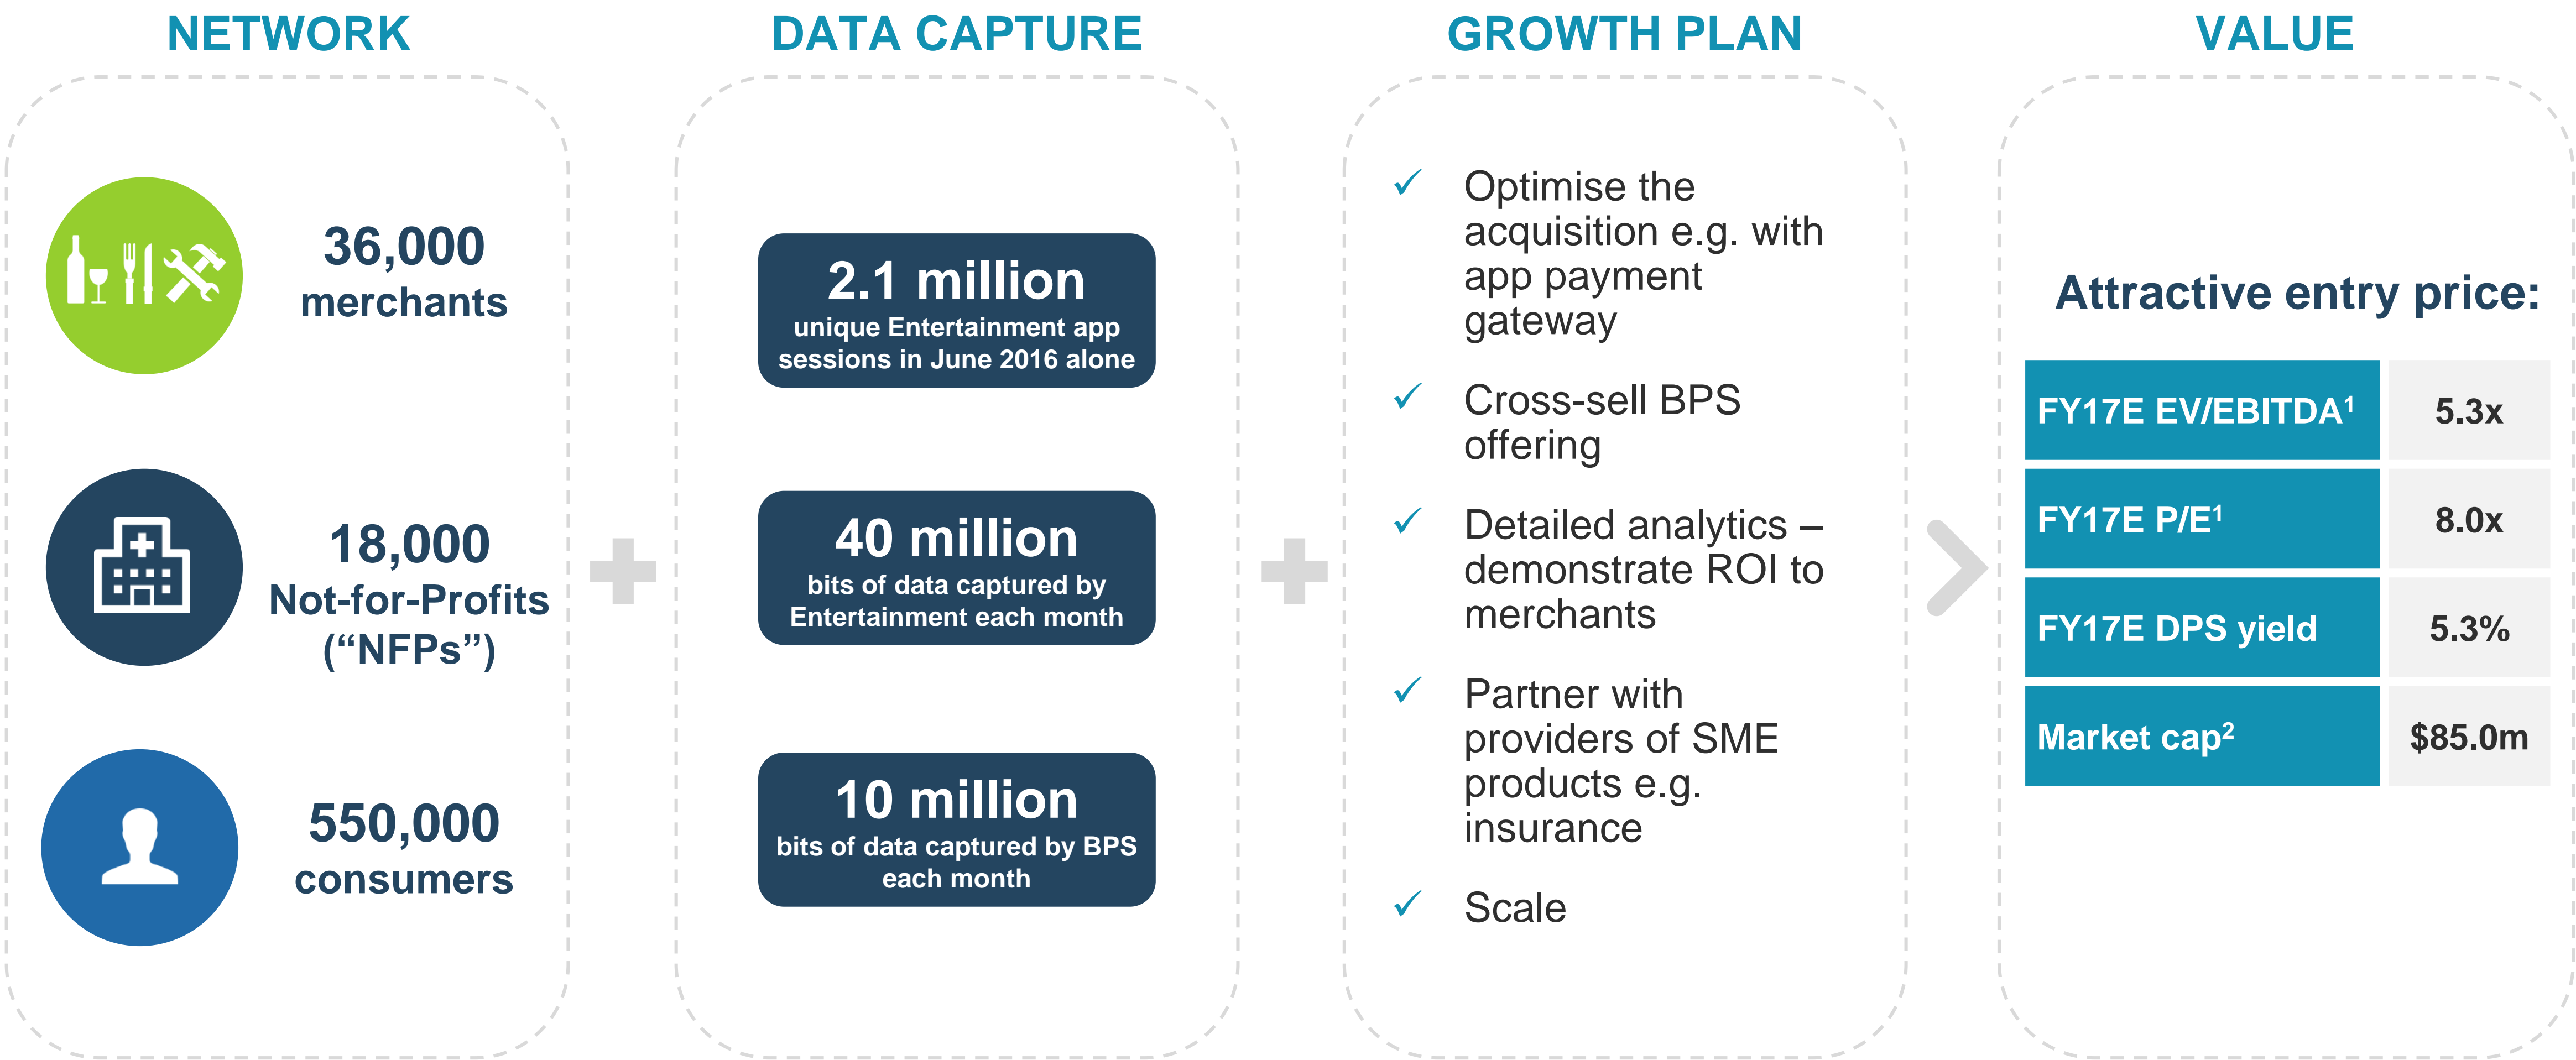 NETWORK
36,000
merchants
18,000
Not-for-Profits
(“NFPs”)
550,000
consumers
DATA CAPTURE
2.1 million
unique Entertainment app
sessions in June 2016 alone
40 million
bits of data captured by
Entertainment each month
10 million
bits of data captured by BPS
each month
GROWTH PLAN
✓ Optimise the
acquisition e.g. with
app payment
gateway
✓ Cross-sell BPS
offering
✓ Detailed analytics –
demonstrate ROI to
merchants
✓ Partner with
providers of SME
products e.g.
insurance
✓ Scale
VALUE
Attractive entry price:
FY17E EV/EBITDA¹ 5.3x
FY17E P/E¹ 8.0x
FY17E DPS yield 5.3%
Market cap² $85.0m